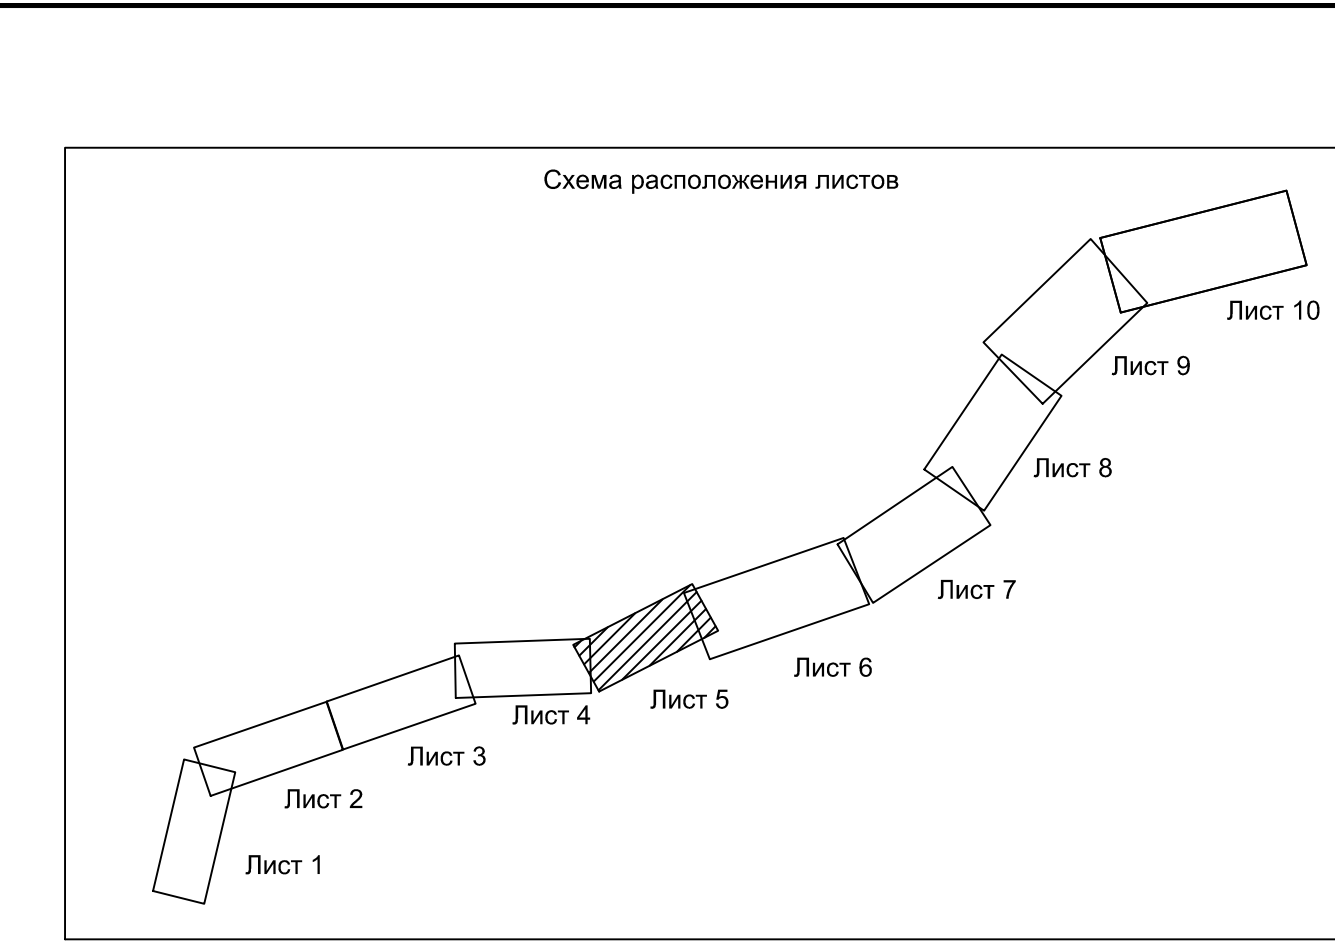 Схема расположения листов
Лист 10
Лист 9
Лист 8
Лист 7
Лист 6
Лист 5
Лист 4
Лист 3
Лист 2
Лист 1